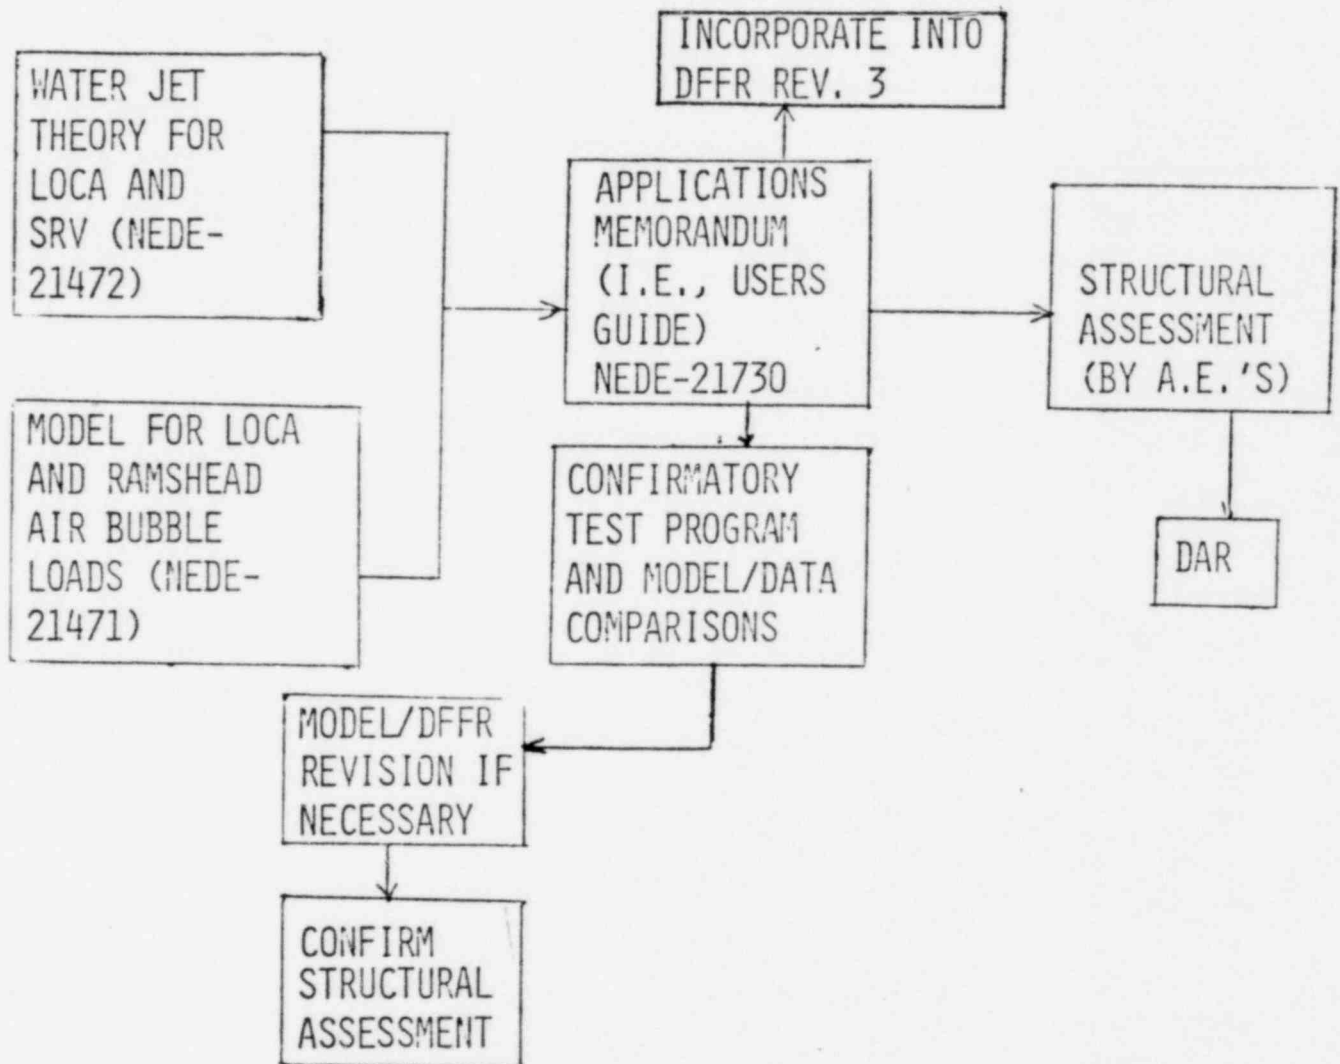 INCORPORATE INTO
DFFR REV. 3
WATER JET
THEORY FOR
LOCA AND
SRV (NEDE-
21472)
APPLICATIONS
MEMORANDUM
(I.E., USERS
GUIDE)
NEDE-21730
STRUCTURAL
ASSESSMENT
(BY A.E.'S)
MODEL FOR LOCA
AND RAMSHEAD
AIR BUBBLE
LOADS (NEDE-
21471)
CONFIRMATORY
TEST PROGRAM
AND MODEL/DATA
COMPARISONS
DAR
MODEL/DFFR
REVISION IF
NECESSARY
CONFIRM
STRUCTURAL
ASSESSMENT